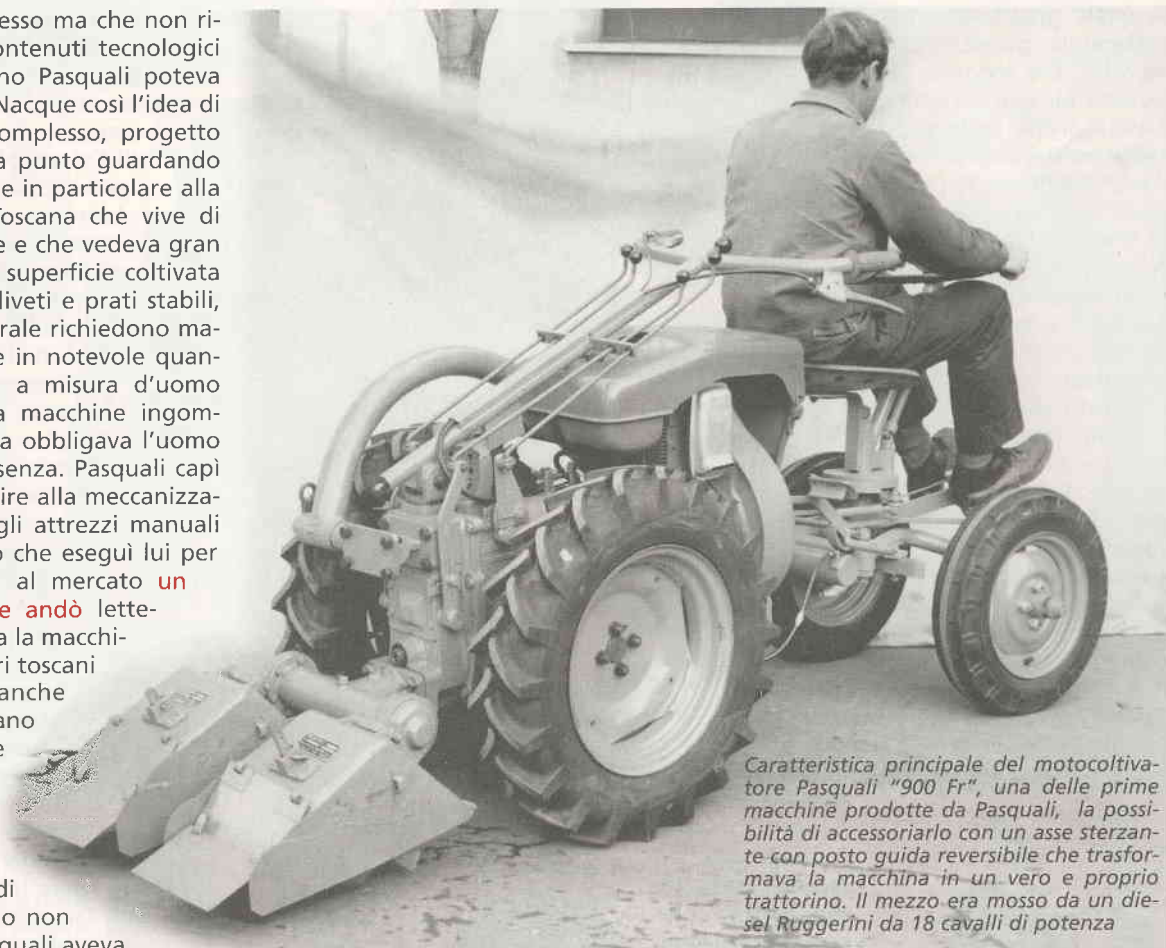 esso ma che non ri-
ontenuti tecnologici
no Pasquali poteva
Nacque così l'idea di
omplesso, progetto
a punto guardando
e in particolare alla
Toscana che vive di
e e che vedeva gran
superficie coltivata
liveti e prati stabili,
rale richiedono ma-
e in notevole quan-
a misura d'uomo
a macchine ingom-
a obbligava l'uomo
senza. Pasquali capì
ire alla meccanizza-
gli attrezzi manuali
o che eseguì lui per
al mercato un
e andò lette-
a la macchi-
ri toscani
anche
ano
e
di
o non
quali aveva
Caratteristica principale del motocoltiva-
tore Pasquali "900 Fr", una delle prime
macchine prodotte da Pasquali, la possi-
bilità di accessoriarlo con un asse sterzan-
te con posto guida reversibile che trasfor-
mava la macchina in un vero e proprio
trattorino. Il mezzo era mosso da un die-
sel Ruggerini da 18 cavalli di potenza